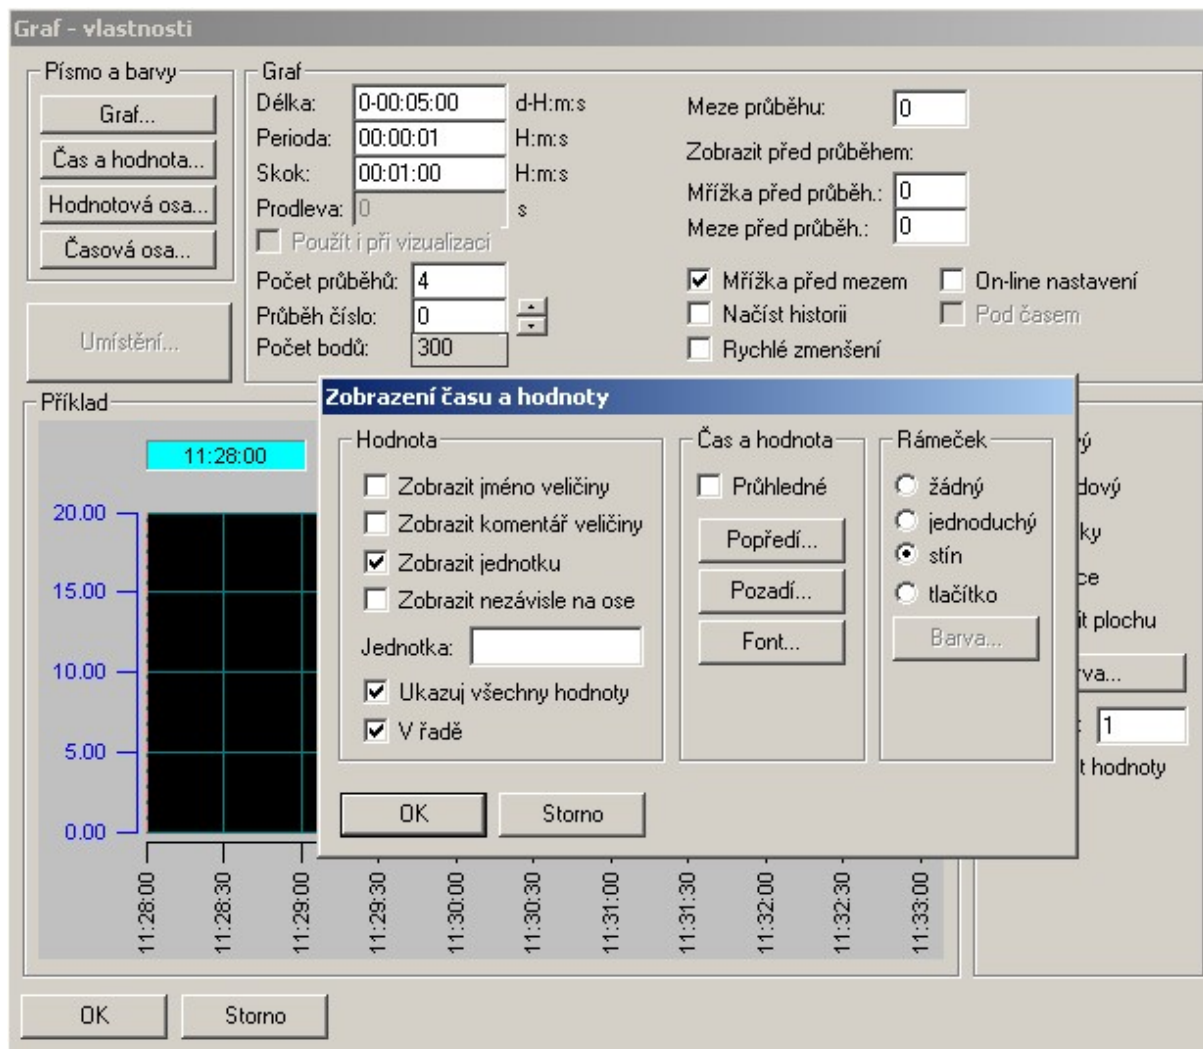 Graf - vlastnosti
Písmo a barvy
Graf...
Čas a hodnota...
Hodnotová osa...
Časová osa...
Umístění...
Graf
Délka: 0-00:05:00 d-H:m:s
Perioda: 00:00:01 H:m:s
Skok: 00:01:00 H:m:s
Prodleva: 0 s
Použít i při vizualizaci
Počet průběhů: 4
Průběh číslo: 0
Počet bodů: 300
Meze průběhu: 0
Zobrazit před průběhem:
Mřížka před průběh.: 0
Meze před průběh.: 0
Mřížka před mezem
On-line nastavení
Načíst historii
Pod časem
Rychlé zmenšení
Příklad
11:28:00
20.00
15.00
10.00
5.00
0.00
11:28:00
11:28:30
11:29:00
11:29:30
11:30:00
11:30:30
11:31:00
11:31:30
11:32:00
11:32:30
11:33:00
Zobrazení času a hodnoty
Hodnota
Zobrazit jméno veličiny
Zobrazit komentář veličiny
Zobrazit jednotku
Zobrazit nezávisle na ose
Jednotka:
Ukazuj všechny hodnoty
V řadě
Čas a hodnota
Průhledné
Popředí...
Pozadí...
Font...
Rámeček
žádný
jednoduchý
stín
tlačítko
Barva...
OK
Storno
plochu
1
hodnoty
OK
Storno